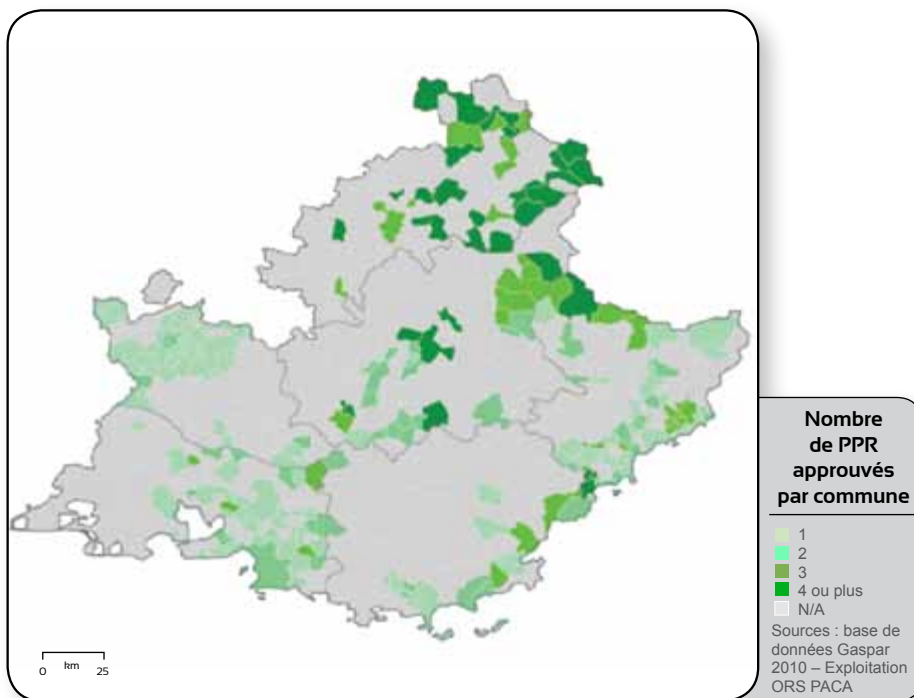 Nombre
de PPR
approuvés
par commune
1
2
3
4 ou plus
N/A
Sources : base de
données Gaspar
2010 – Exploitation
ORS PACA
km
0 25